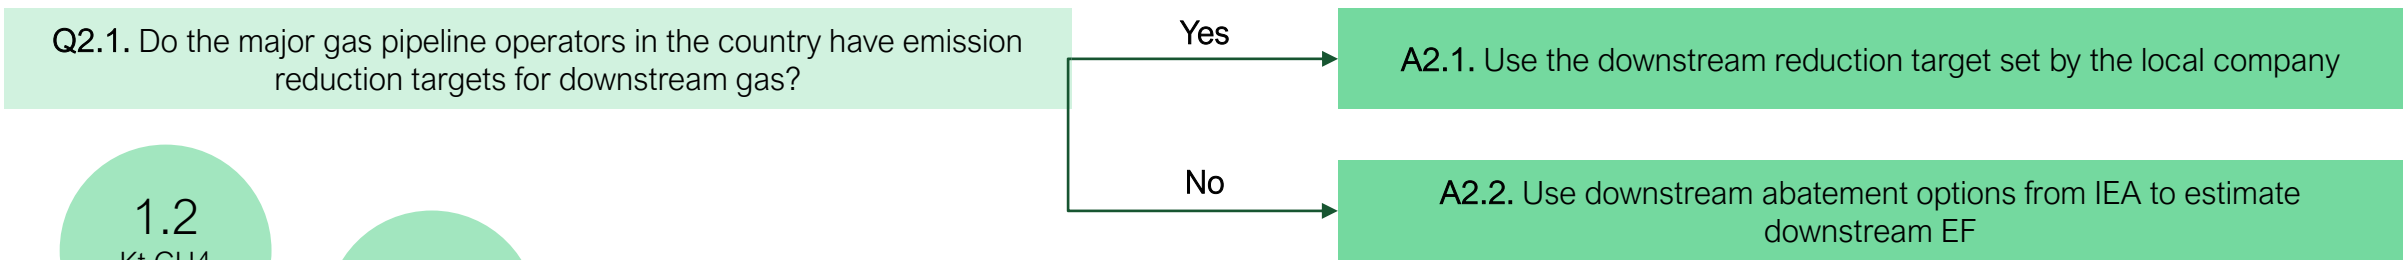 Q2.1. Do the major gas pipeline operators in the country have emission
reduction targets for downstream gas?
Yes
A2.1. Use the downstream reduction target set by the local company
No
A2.2. Use downstream abatement options from IEA to estimate
downstream EF
1.2
Kt CH4